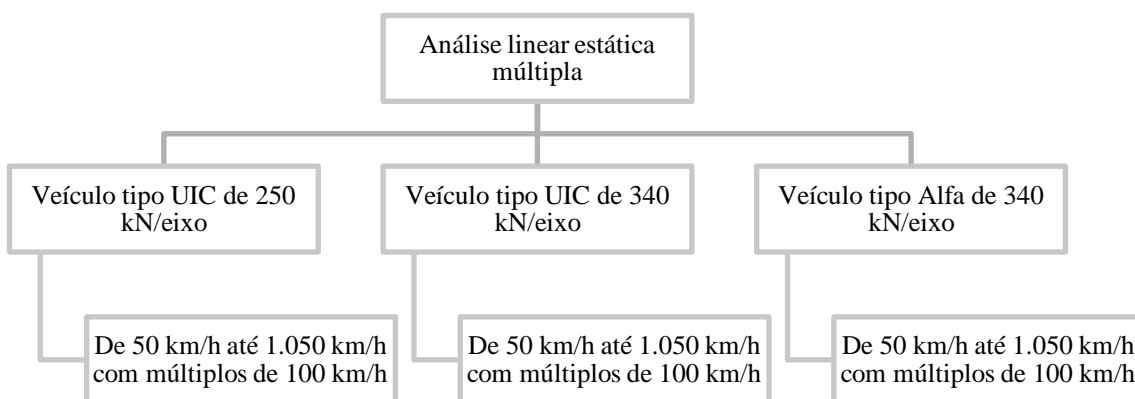 Análise linear estática
múltipla
Veículo tipo UIC de 250
kN/eixo
Veículo tipo UIC de 340
kN/eixo
Veículo tipo Alfa de 340
kN/eixo
De 50 km/h até 1.050 km/h
com múltiplos de 100 km/h
De 50 km/h até 1.050 km/h
com múltiplos de 100 km/h
De 50 km/h até 1.050 km/h
com múltiplos de 100 km/h